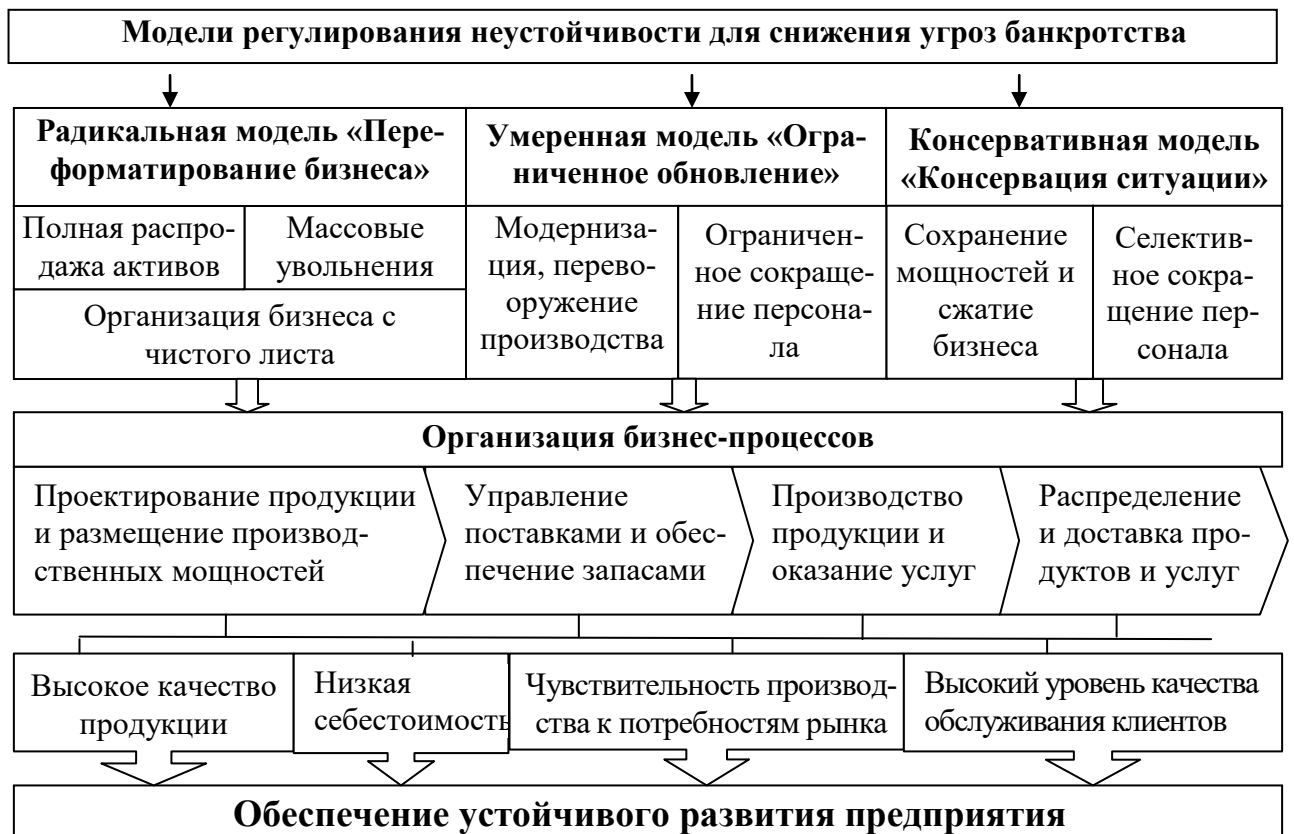 Модели регулирования неустойчивости для снижения угроз банкротства
Радикальная модель «Пере-
форматирование бизнеса»
Умеренная модель «Огра-
ниченное обновление»
Консервативная модель
«Консервация ситуации»
Полная распро-
дажа активов
Массовые
увольнения
Организация бизнеса с
чистого листа
Модерниза-
ция, перево-
оружение
производства
Ограничен-
ное сокраще-
ние персона-
ла
Сохранение
мощностей и
сжатие
бизнеса
Селектив-
ное сокра-
щение пер-
сонала
Организация бизнес-процессов
Проектирование продукции
и размещение производ-
ственных мощностей
Управление
поставками и обес-
печение запасами
Производство
продукции и
оказание услуг
Распределение
и доставка про-
дуктов и услуг
Высокое качество
продукции
Низкая
себестоимость
Чувствительность производ-
ства к потребностям рынка
Высокий уровень качества
обслуживания клиентов
Обеспечение устойчивого развития предприятия